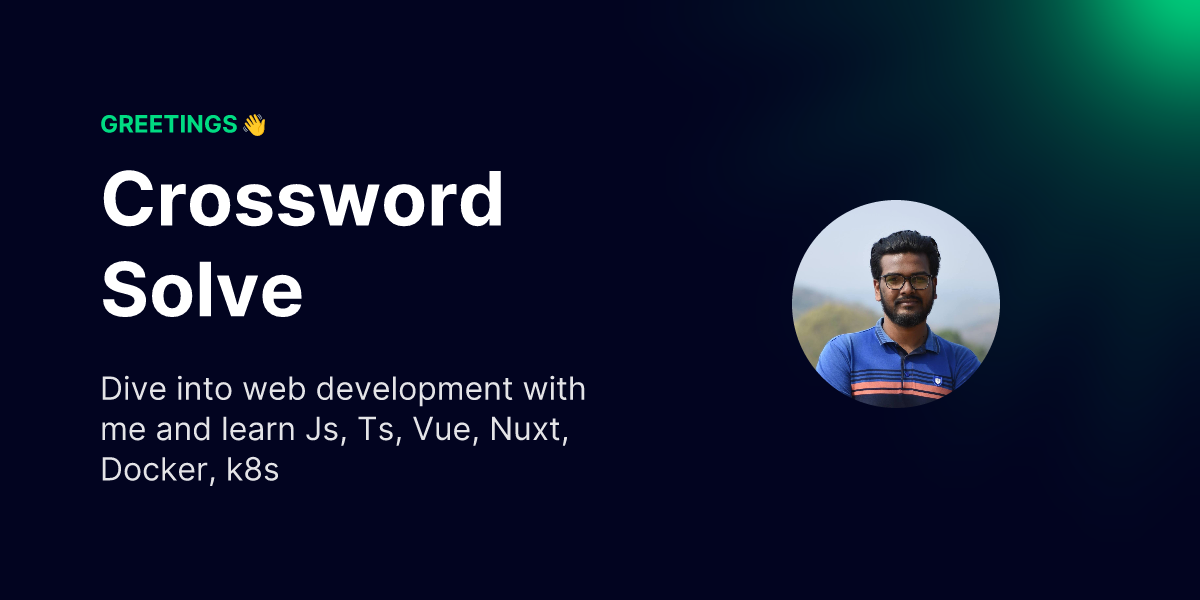 GREETINGS 👋
Crossword
Solve
Dive into web development with
me and learn Js, Ts, Vue, Nuxt,
Docker, k8s